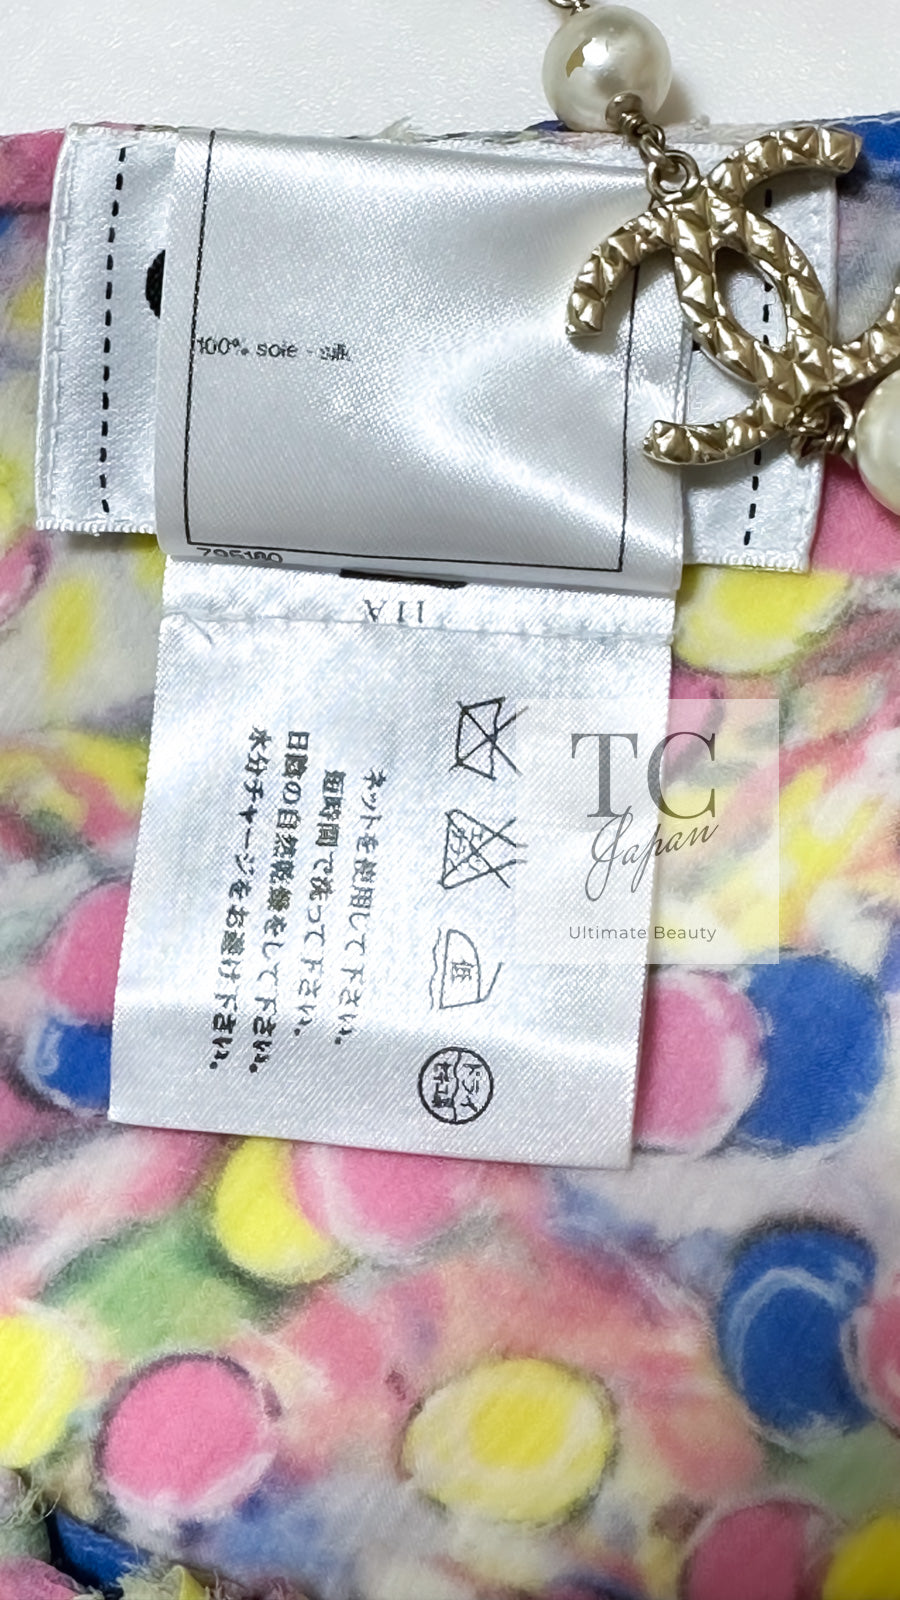 100% soie - 絹
795180
11A
ネットを使用して下さい。
短時間で洗って下さい。
日陰の自然乾燥をして下さい。
水分チャージをお避け下さい。
低
ドライ
TC
Japan
Ultimate Beauty